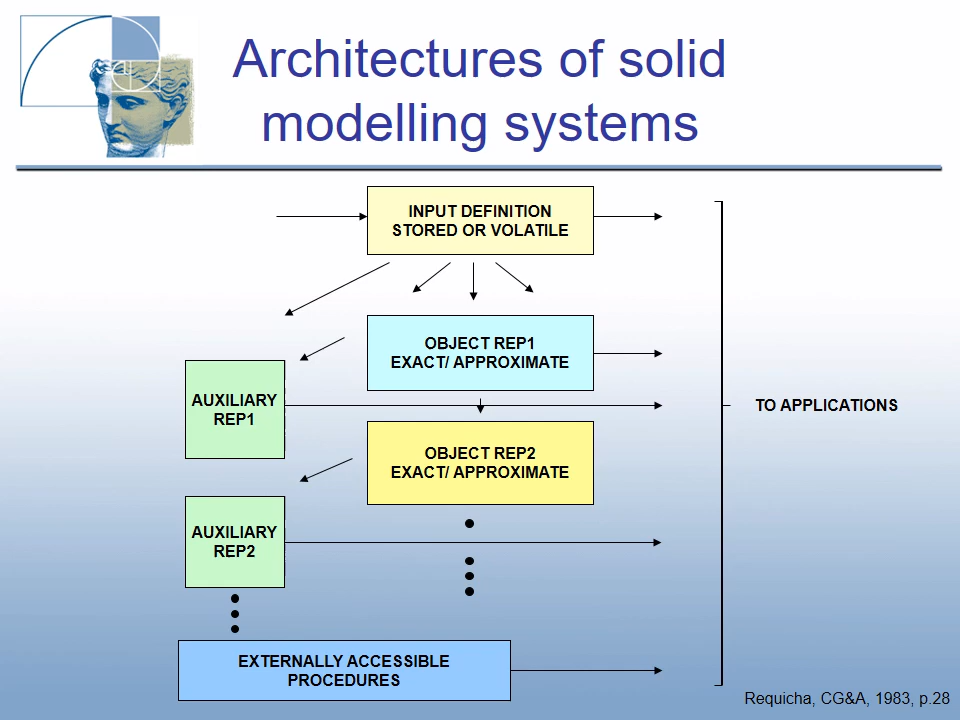 Architectures of solid
modelling systems
INPUT DEFINITION
STORED OR VOLATILE
OBJECT REP1
EXACT/ APPROXIMATE
AUXILIARY
REP1
TO APPLICATIONS
OBJECT REP2
EXACT/ APPROXIMATE
AUXILIARY
REP2
EXTERNALLY ACCESSIBLE
PROCEDURES
Requicha, CG&A, 1983, p.28